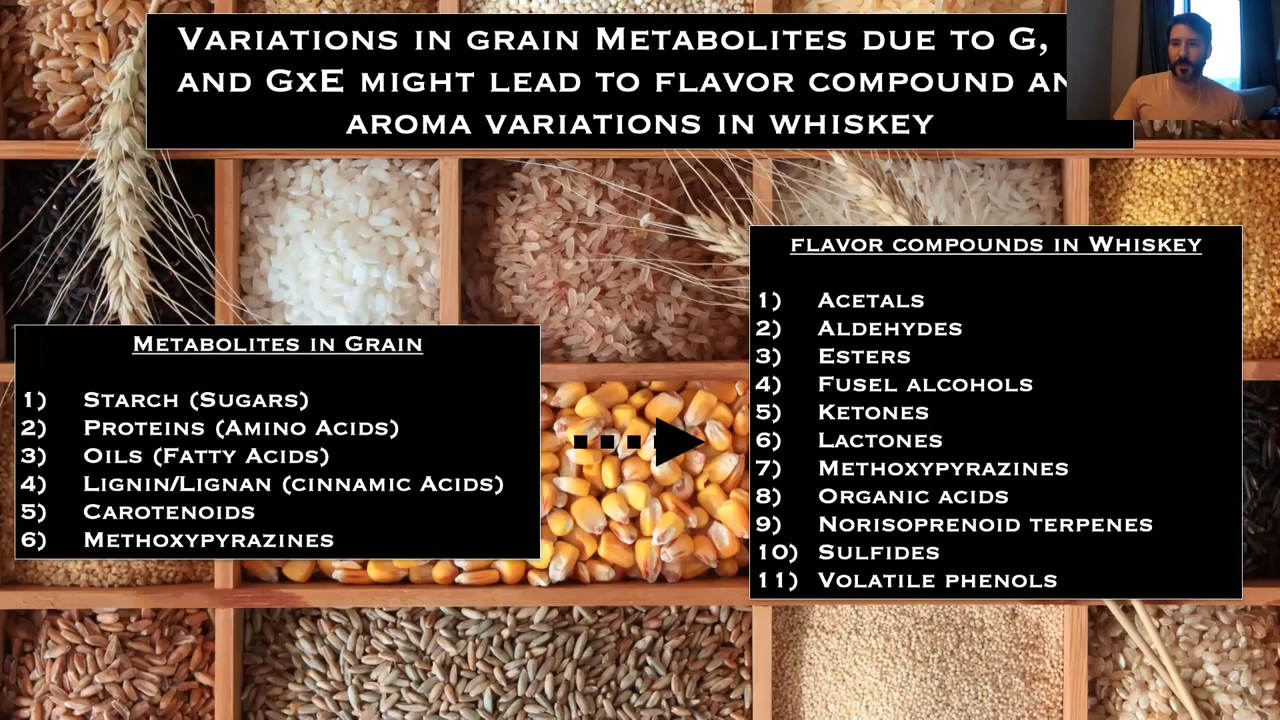 Variations in grain Metabolites due to G,
and GxE might lead to flavor compound
aroma variations in whiskey
Metabolites in Grain
1) Starch (Sugars)
2) Proteins (Amino Acids)
3) Oils (Fatty Acids)
4) Lignin/Lignan (cinnamic Acids)
5) Carotenoids
6) Methoxypyrazines
flavor compounds in Whiskey
1) Acetals
2) Aldehydes
3) Esters
4) Fusel alcohols
5) Ketones
6) Lactones
7) Methoxypyrazines
8) Organic acids
9) Norisoprenoid terpenes
10) Sulfides
11) Volatile phenols